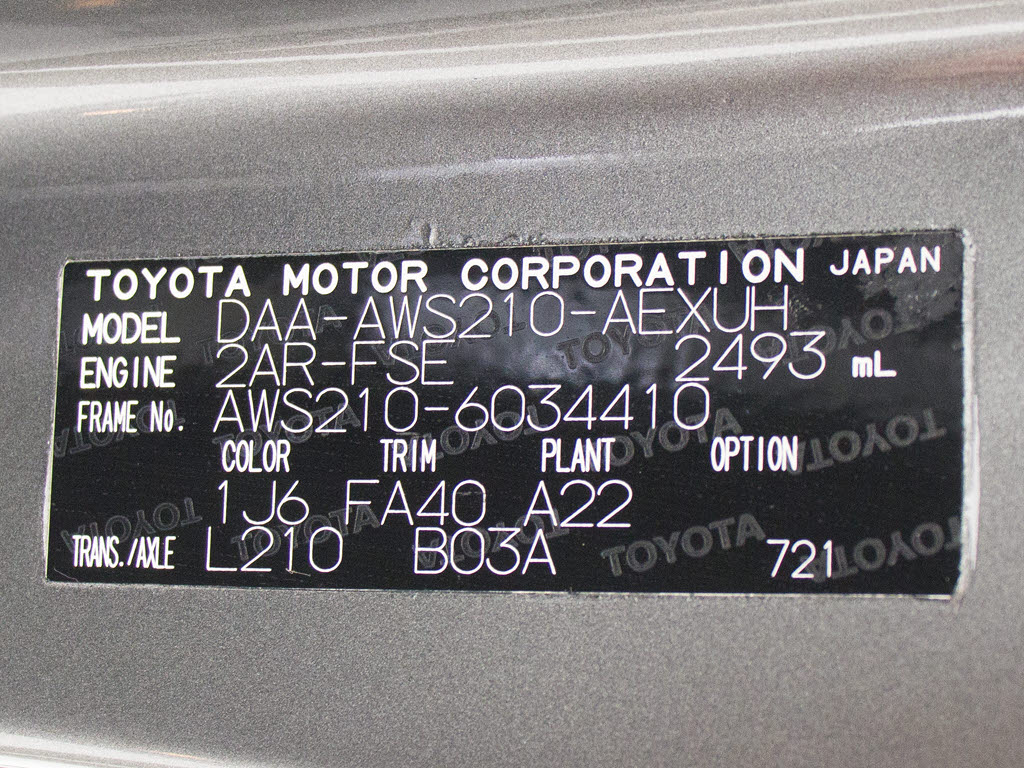 TOYOTA MOTOR CORPORATION JAPAN
MODEL DAA-AWS210-AEXUH
ENGINE 2AR-FSE 2493 mL
FRAME No. AWS210-6034410
COLOR TRIM PLANT OPTION
1J6 FA40 A22
TRANS./AXLE L210 B03A 721